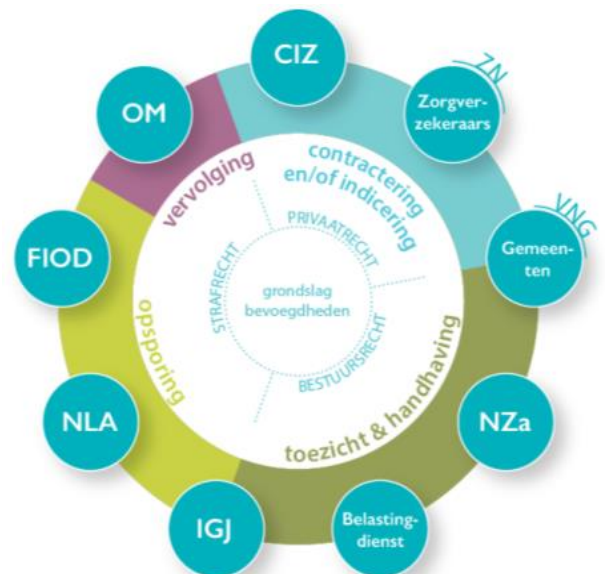 CIZ
ZN
Zorgver-
zekeraars
VNG
Gemeen-
ten
NZa
Belasting-
dienst
IGJ
NLA
FIOD
OM
vervolging
contractering
en/of indicering
toezicht & handhaving
opsporing
PRIVAATRECHT
BESTUURSRECHT
STRAFRECHT
grondslag
bevoegdheden